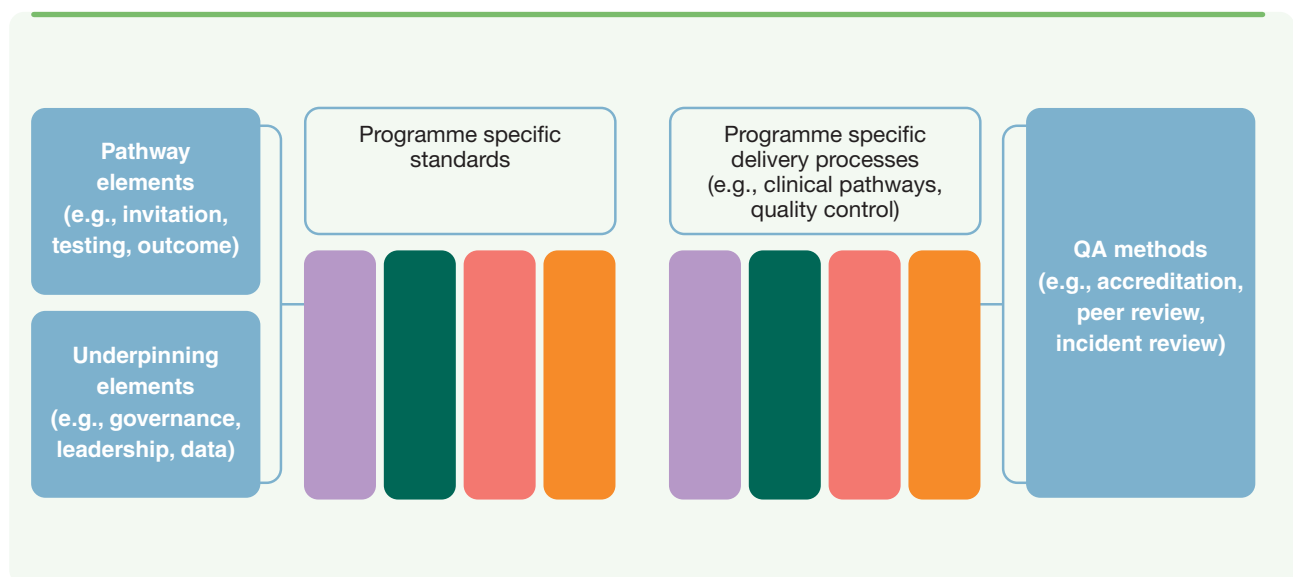 Pathway
elements
(e.g., invitation,
testing, outcome)
Underpinning
elements
(e.g., governance,
leadership, data)
Programme specific
standards
Programme specific
delivery processes
(e.g., clinical pathways,
quality control)
QA methods
(e.g., accreditation,
peer review,
incident review)